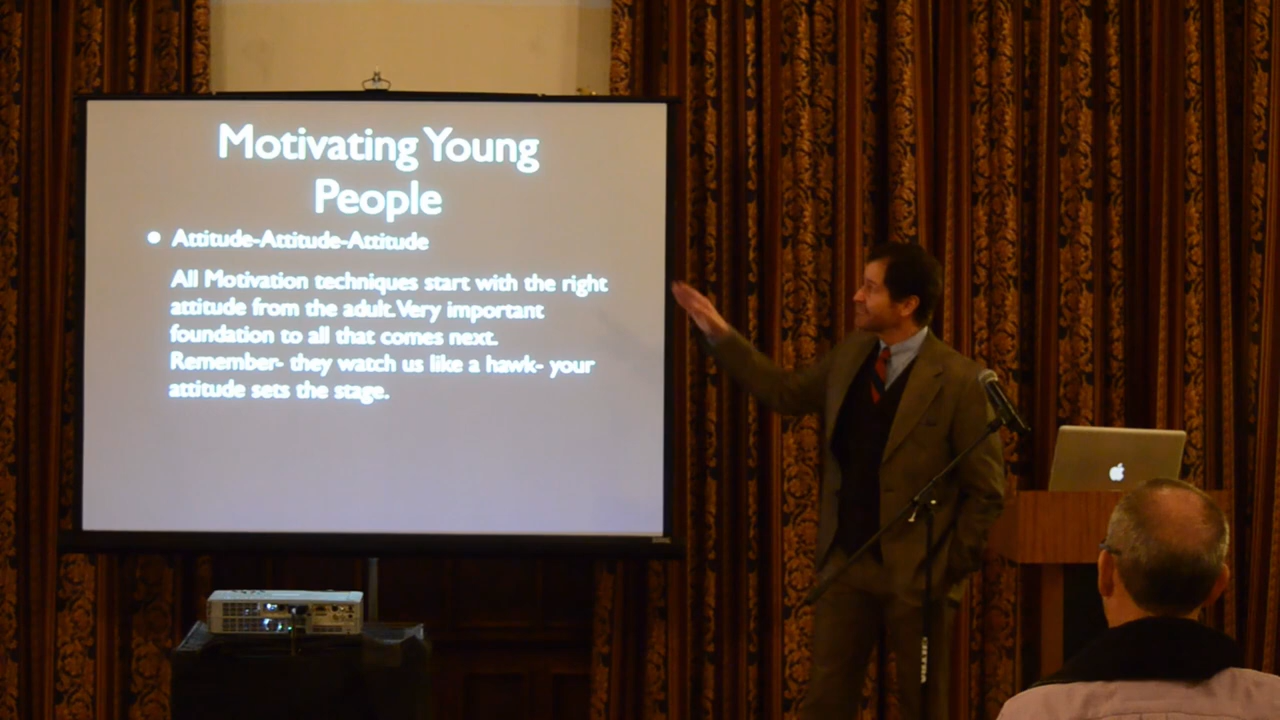 Motivating Young
People
• Attitude-Attitude-Attitude
All Motivation techniques start with the right
attitude from the adult. Very important
foundation to all that comes next.
Remember- they watch us like a hawk- your
attitude sets the stage.